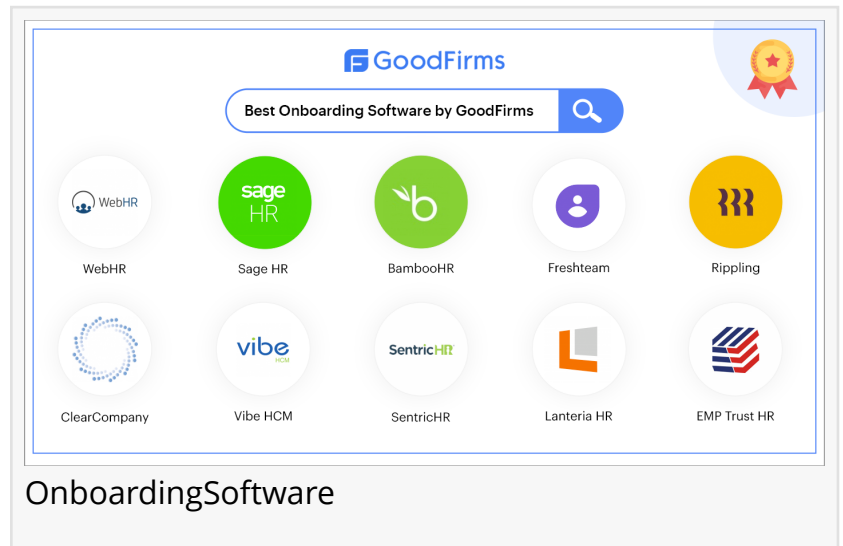 GoodFirms
Best Onboarding Software by GoodFirms
WebHR
sage
HR
WebHR
Sage HR
BambooHR
Freshteam
Rippling
vibe
HCM
SentricHR
ClearCompany
Vibe HCM
SentricHR
Lanteria HR
EMP Trust HR
OnboardingSoftware